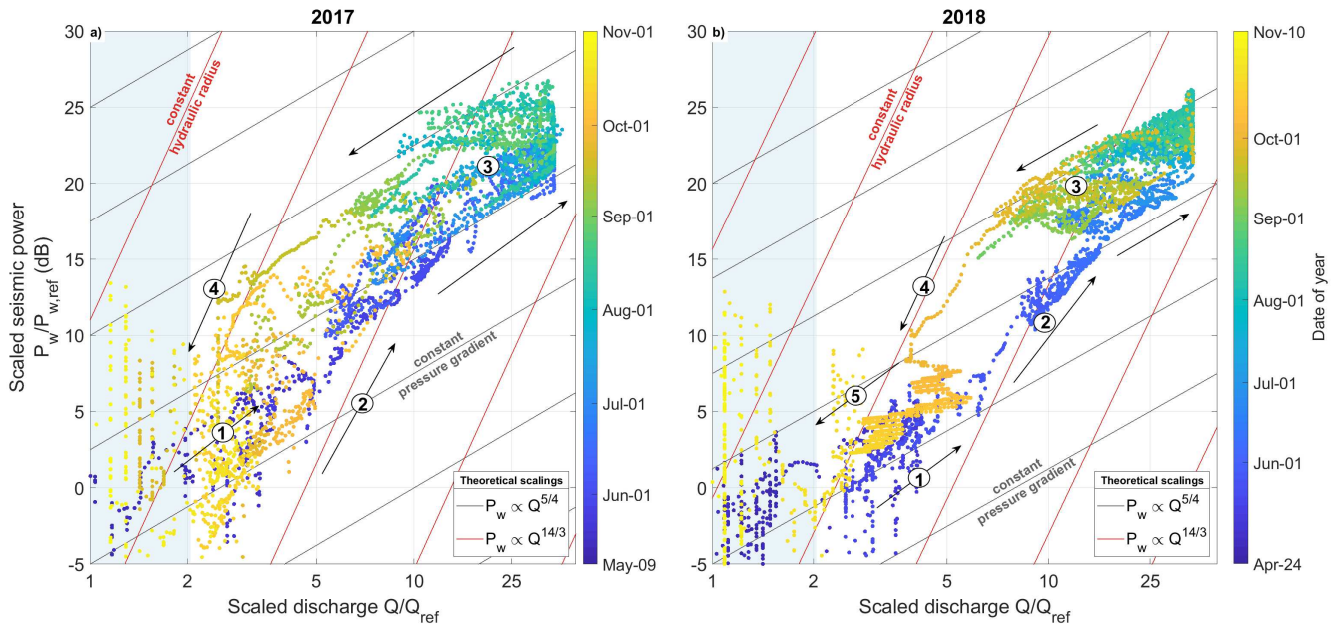 2017
a)
30
25
20
15
10
5
0
-5
Scaled seismic power
P_w/P_w,ref (dB)
constant
hydraulic radius
constant
pressure gradient
1
2
3
4
Theoretical scalings
P_w ∝ Q^5/4
P_w ∝ Q^14/3
1
2
5
10
25
Scaled discharge Q/Q_ref
Nov-01
Oct-01
Sep-01
Aug-01
Jul-01
Jun-01
May-09
2018
b)
30
25
20
15
10
5
0
-5
constant
hydraulic radius
constant
pressure gradient
1
2
3
4
5
Theoretical scalings
P_w ∝ Q^5/4
P_w ∝ Q^14/3
1
2
5
10
25
Scaled discharge Q/Q_ref
Nov-10
Oct-01
Sep-01
Aug-01
Jul-01
Jun-01
Apr-24
Date of year